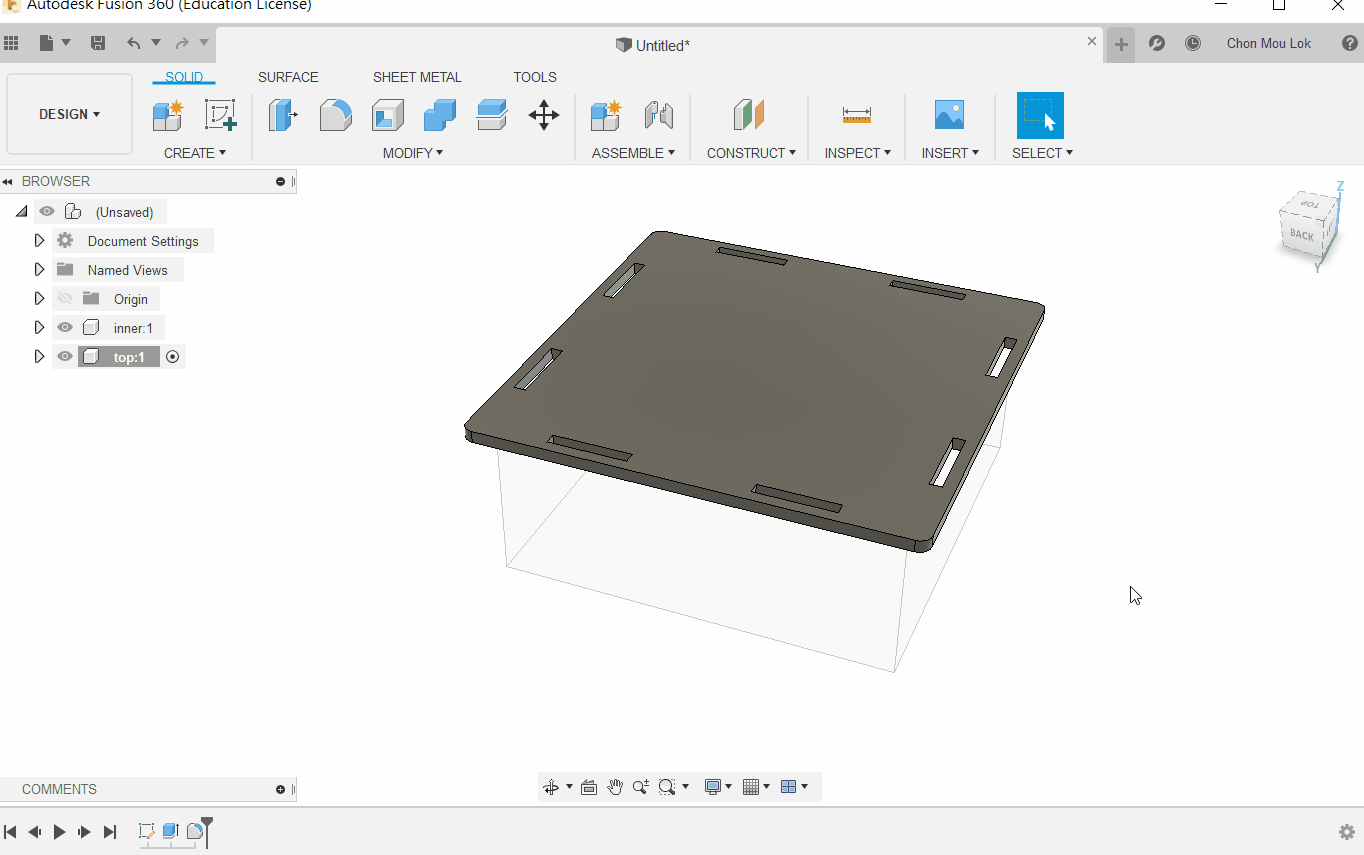 Autodesk Fusion 360 (Education License)
Untitled*
Chon Mou Lok
SOLID SURFACE SHEET METAL TOOLS
DESIGN
CREATE MODIFY ASSEMBLE CONSTRUCT INSPECT INSERT SELECT
BROWSER
(Unsaved)
Document Settings
Named Views
Origin
inner:1
top:1
Z
TOP
BACK
Y
COMMENTS